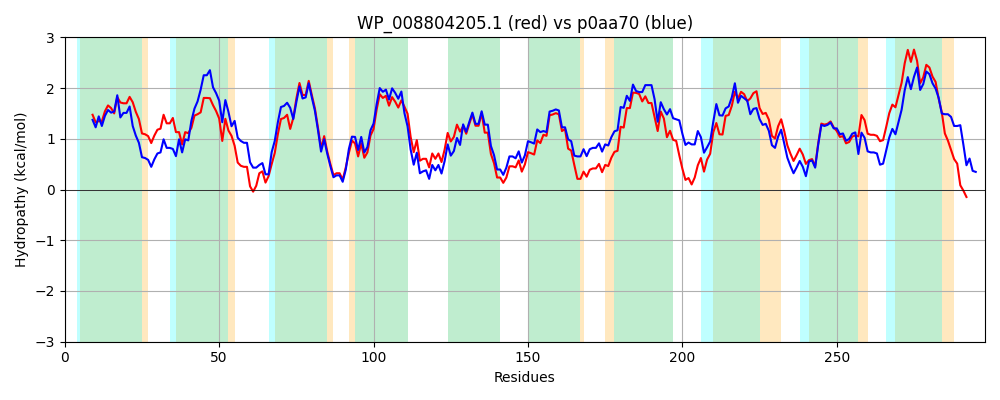 WP_008804205.1 (red) vs p0aa70 (blue)
Hydropathy (kcal/mol)
3
2
1
0
−1
−2
−3
0 50 100 150 200 250
Residues